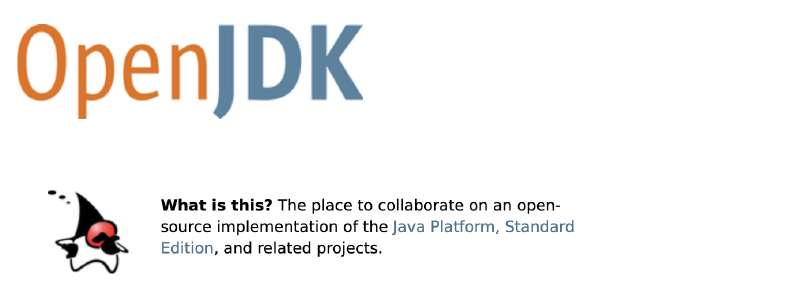 OpenJDK
What is this? The place to collaborate on an open-
source implementation of the Java Platform, Standard
Edition, and related projects.